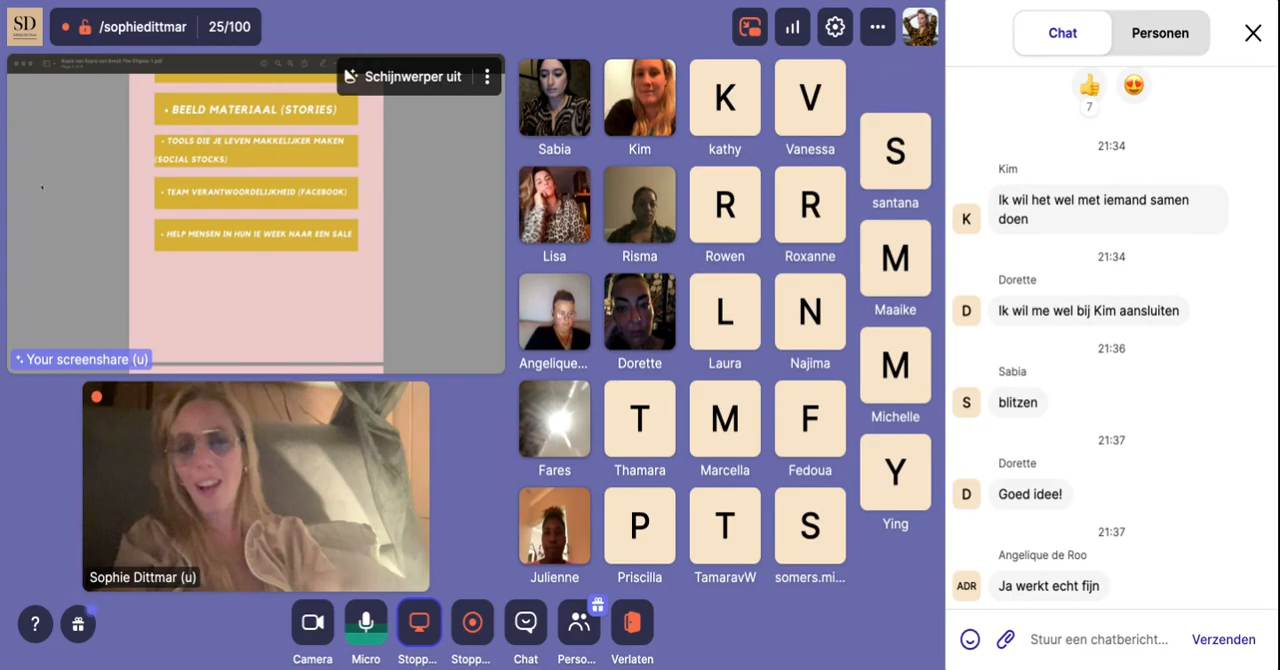 SD
/sophiedittmar
25/100
Schijnwerper uit
• BEELD MATERIAAL (STORIES)
• TOOLS DIE JE LEVEN MAKKELIJKER MAKEN
(SOCIAL STOCKS)
• TEAM VERANTWOORDELIJKHEID (FACEBOOK)
• HELP MENSEN IN HUN 1E WEEK NAAR EEN SALE
Your screenshare (u)
Sophie Dittmar (u)
Sabia
Kim
K
kathy
V
Vanessa
Lisa
Risma
R
Rowen
R
Roxanne
Angelique...
Dorette
L
Laura
N
Najima
Fares
T
Thamara
M
Marcella
F
Fedoua
Julienne
P
Priscilla
T
TamaravW
S
somers.mi...
S
santana
M
Maaike
M
Michelle
Y
Ying
?
Camera
Micro
Stopp...
Stopp...
Chat
Perso...
Verlaten
Chat
Personen
7
21:34
Kim
K
Ik wil het wel met iemand samen
doen
21:34
Dorette
D
Ik wil me wel bij Kim aansluiten
21:36
Sabia
S
blitzen
21:37
Dorette
D
Goed idee!
21:37
Angelique de Roo
ADR
Ja werkt echt fijn
Stuur een chatbericht...
Verzenden